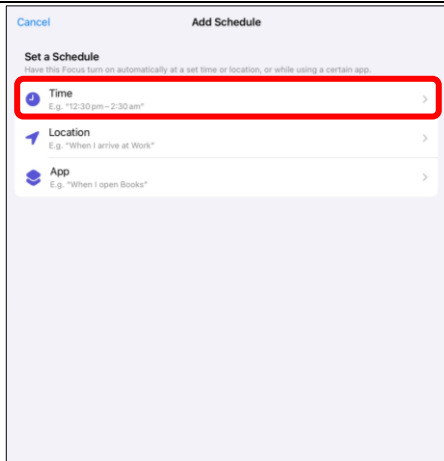 Cancel Add Schedule
Set a Schedule
Have this Focus turn on automatically at a set time or location, or while using a certain app.
Time
E.g. "12:30 pm – 2:30 am"
Location
E.g. "When I arrive at Work"
App
E.g. "When I open Books"